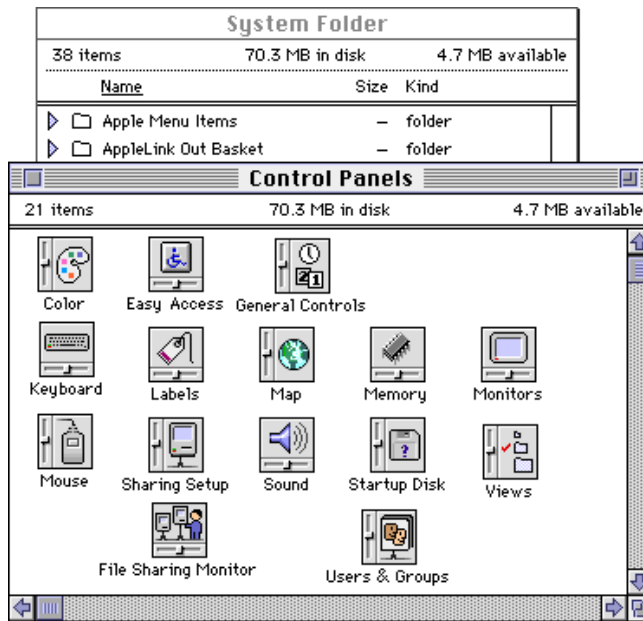 System Folder
38 items 70.3 MB in disk 4.7 MB available
Name Size Kind
Apple Menu Items – folder
AppleLink Out Basket – folder
Control Panels
21 items 70.3 MB in disk 4.7 MB available
21
Color Easy Access General Controls
Keyboard Labels Map Memory Monitors
?
Mouse Sharing Setup Sound Startup Disk Views
File Sharing Monitor Users & Groups